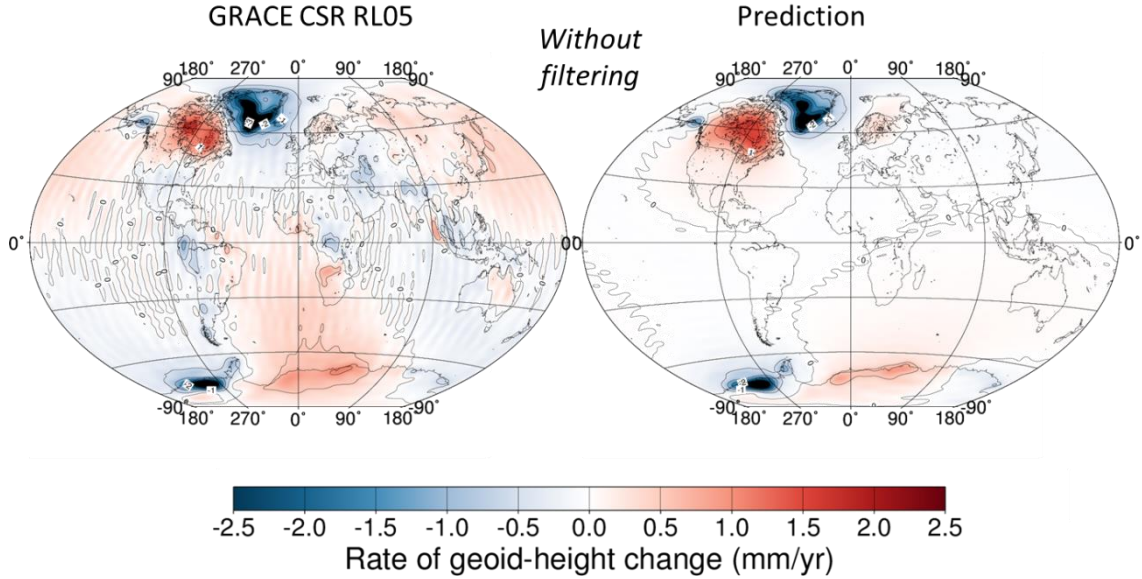 GRACE CSR RL05
Without
filtering
Prediction
180˚ 270˚ 0˚ 90˚ 180˚
90˚ 90˚
0˚ 0
-90˚ -90˚
180˚ 270˚ 0˚ 90˚ 180˚
180˚ 270˚ 0˚ 90˚ 180˚
90˚ 90˚
0 0˚
-90˚ -90˚
180˚ 270˚ 0˚ 90˚ 180˚
-2.5 -2.0 -1.5 -1.0 -0.5 0.0 0.5 1.0 1.5 2.0 2.5
Rate of geoid-height change (mm/yr)